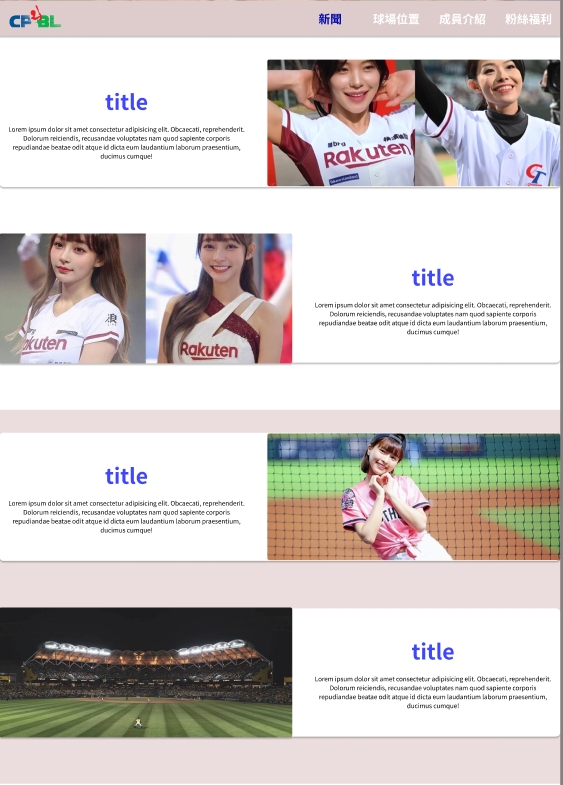 CPBL
新聞 球場位置 成員介紹 粉絲福利
title
Lorem ipsum dolor sit amet consectetur adipisicing elit. Obcaecati, reprehenderit.
Dolorum reiciendis, recusandae voluptates nam quod sapiente corporis
repudiandae beatae odit atque id dicta eum laudantium laborum praesentium,
ducimus cumque!
Rakuten
CT
Rakuten
Rakuten
title
Lorem ipsum dolor sit amet consectetur adipisicing elit. Obcaecati, reprehenderit.
Dolorum reiciendis, recusandae voluptates nam quod sapiente corporis
repudiandae beatae odit atque id dicta eum laudantium laborum praesentium,
ducimus cumque!
title
Lorem ipsum dolor sit amet consectetur adipisicing elit. Obcaecati, reprehenderit.
Dolorum reiciendis, recusandae voluptates nam quod sapiente corporis
repudiandae beatae odit atque id dicta eum laudantium laborum praesentium,
ducimus cumque!
title
Lorem ipsum dolor sit amet consectetur adipisicing elit. Obcaecati, reprehenderit.
Dolorum reiciendis, recusandae voluptates nam quod sapiente corporis
repudiandae beatae odit atque id dicta eum laudantium laborum praesentium,
ducimus cumque!